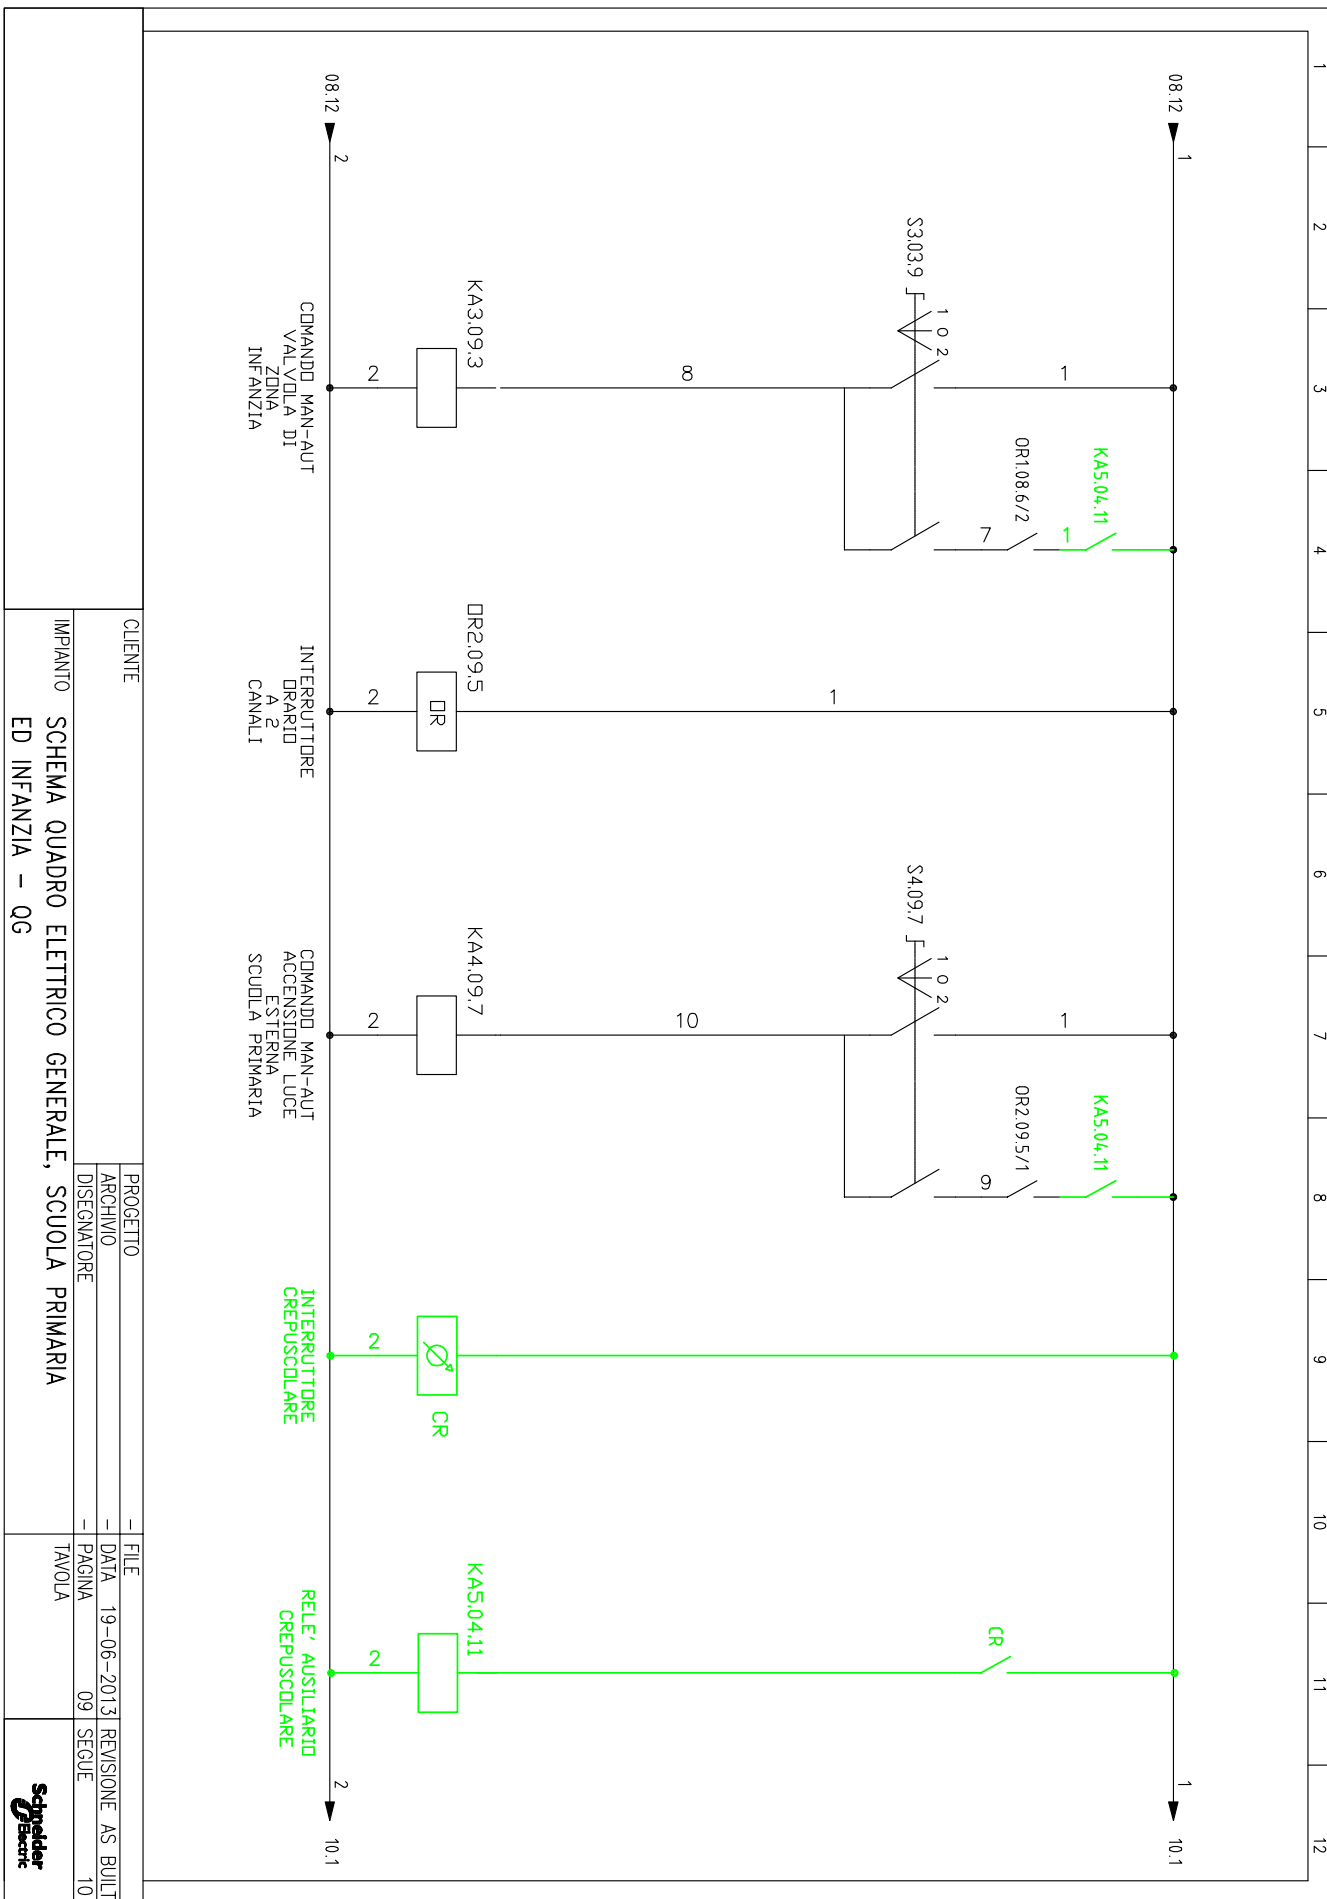 1
2
3
4
5
6
7
8
9
10
11
12
08.12
1
1
10.1
KA5.04.11
1
OR1.08.6/2
7
S3.03.9
1 0 2
1
8
KA3.09.3
2
COMANDO MAN-AUT
VALVOLA DI
ZONA
INFANZIA
1
OR2.09.5
OR
2
INTERRUTTORE
ORARIO
A 2
CANALI
KA5.04.11
OR2.09.5/1
9
S4.09.7
1 0 2
1
10
KA4.09.7
2
COMANDO MAN-AUT
ACCENSIONE LUCE
ESTERNA
SCUOLA PRIMARIA
CR
2
INTERRUTTORE
CREPUSCOLARE
CR
KA5.04.11
2
RELE' AUSILIARIO
CREPUSCOLARE
08.12
2
2
10.1
CLIENTE
PROGETTO -
FILE
ARCHIVIO -
DATA 19-06-2013
REVISIONE AS BUILT
DISEGNATORE -
PAGINA 09
SEGUE 10
IMPIANTO SCHEMA QUADRO ELETTRICO GENERALE, SCUOLA PRIMARIA
ED INFANZIA - QG
TAVOLA
Schneider
Electric